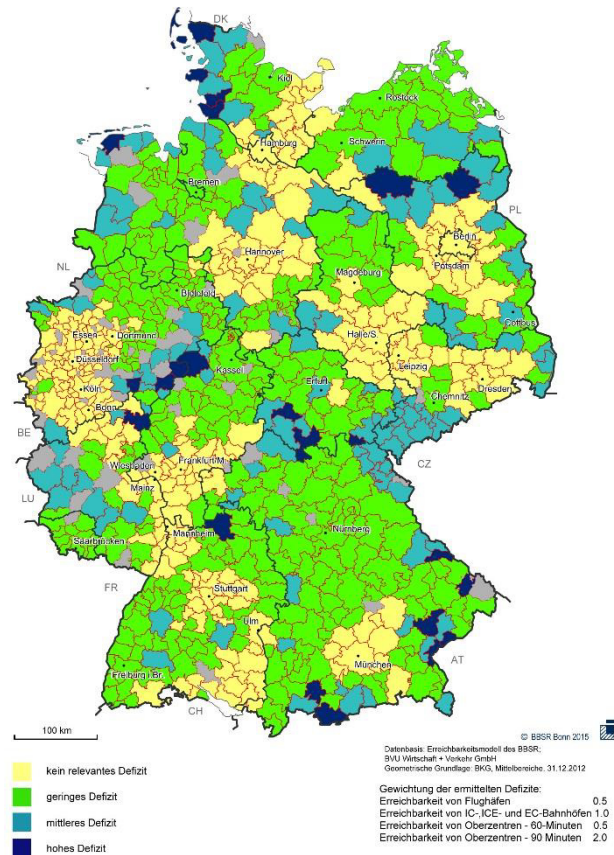 DK
Kiel
Rostock
Hamburg
Schwerin
Bremen
PL
Berlin
NL
Hannover
Potsdam
Magdeburg
Bielefeld
Cottbus
Essen
Dortmund
Halle/S.
Düsseldorf
Leipzig
Kassel
Köln
Erfurt
Dresden
Chemnitz
Bonn
BE
Wiesbaden
Frankfurt/M.
CZ
LU
Mainz
Mannheim
Nürnberg
Saarbrücken
FR
Stuttgart
Ulm
AT
München
Freiburg i.Br.
CH
100 km
© BBSR Bonn 2015
Datenbasis: Erreichbarkeitsmodell des BBSR;
BVU Wirtschaft + Verkehr GmbH
Geometrische Grundlage: BKG, Mittelbereiche, 31.12.2012
kein relevantes Defizit
geringes Defizit
mittleres Defizit
hohes Defizit
Gewichtung der ermittelten Defizite:
Erreichbarkeit von Flughäfen 0.5
Erreichbarkeit von IC-,ICE- und EC-Bahnhöfen 1.0
Erreichbarkeit von Oberzentren - 60-Minuten 0.5
Erreichbarkeit von Oberzentren - 90 Minuten 2.0